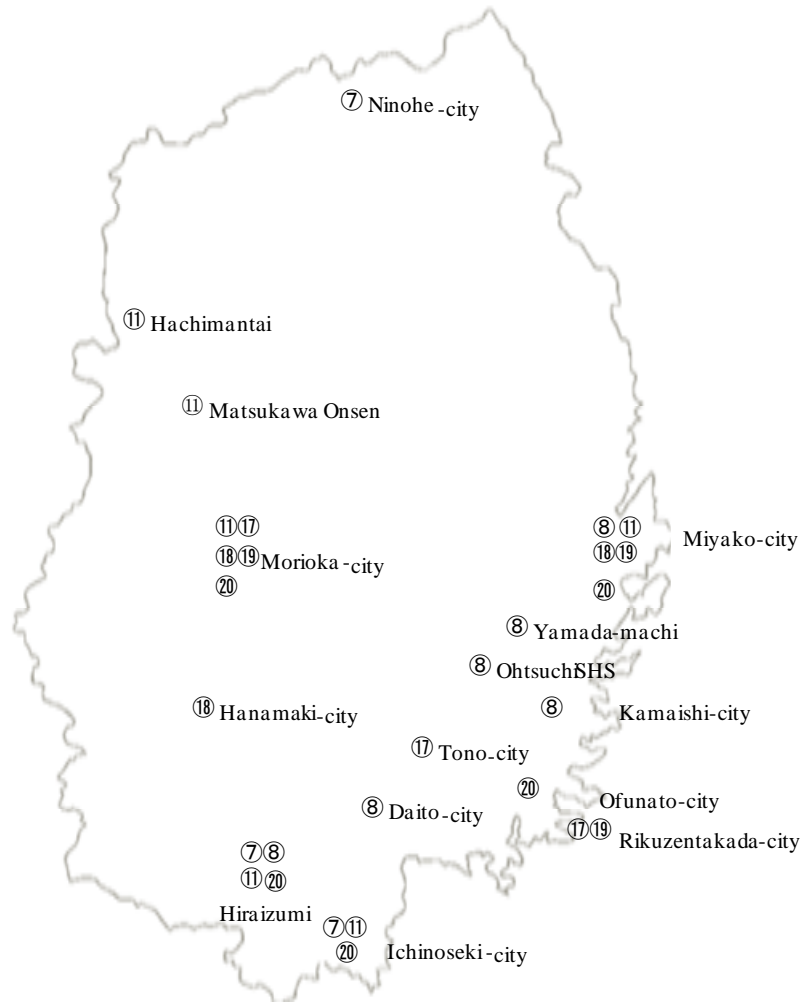 ⑦ Ninohe-city
⑪ Hachimantai
⑪ Matsukawa Onsen
⑪⑰
⑱⑲ Morioka-city
⑳
⑧ ⑪
Miyako-city
⑱⑲
⑳
⑧ Yamada-machi
⑧ OhtsuchiSHS
⑱ Hanamaki-city
⑧ Kamaishi-city
⑰ Tono-city
⑳ Ofunato-city
⑧ Daito-city
⑰⑲ Rikuzentakada-city
⑦⑧
⑪⑳
Hiraizumi
⑦⑪
⑳ Ichinoseki-city